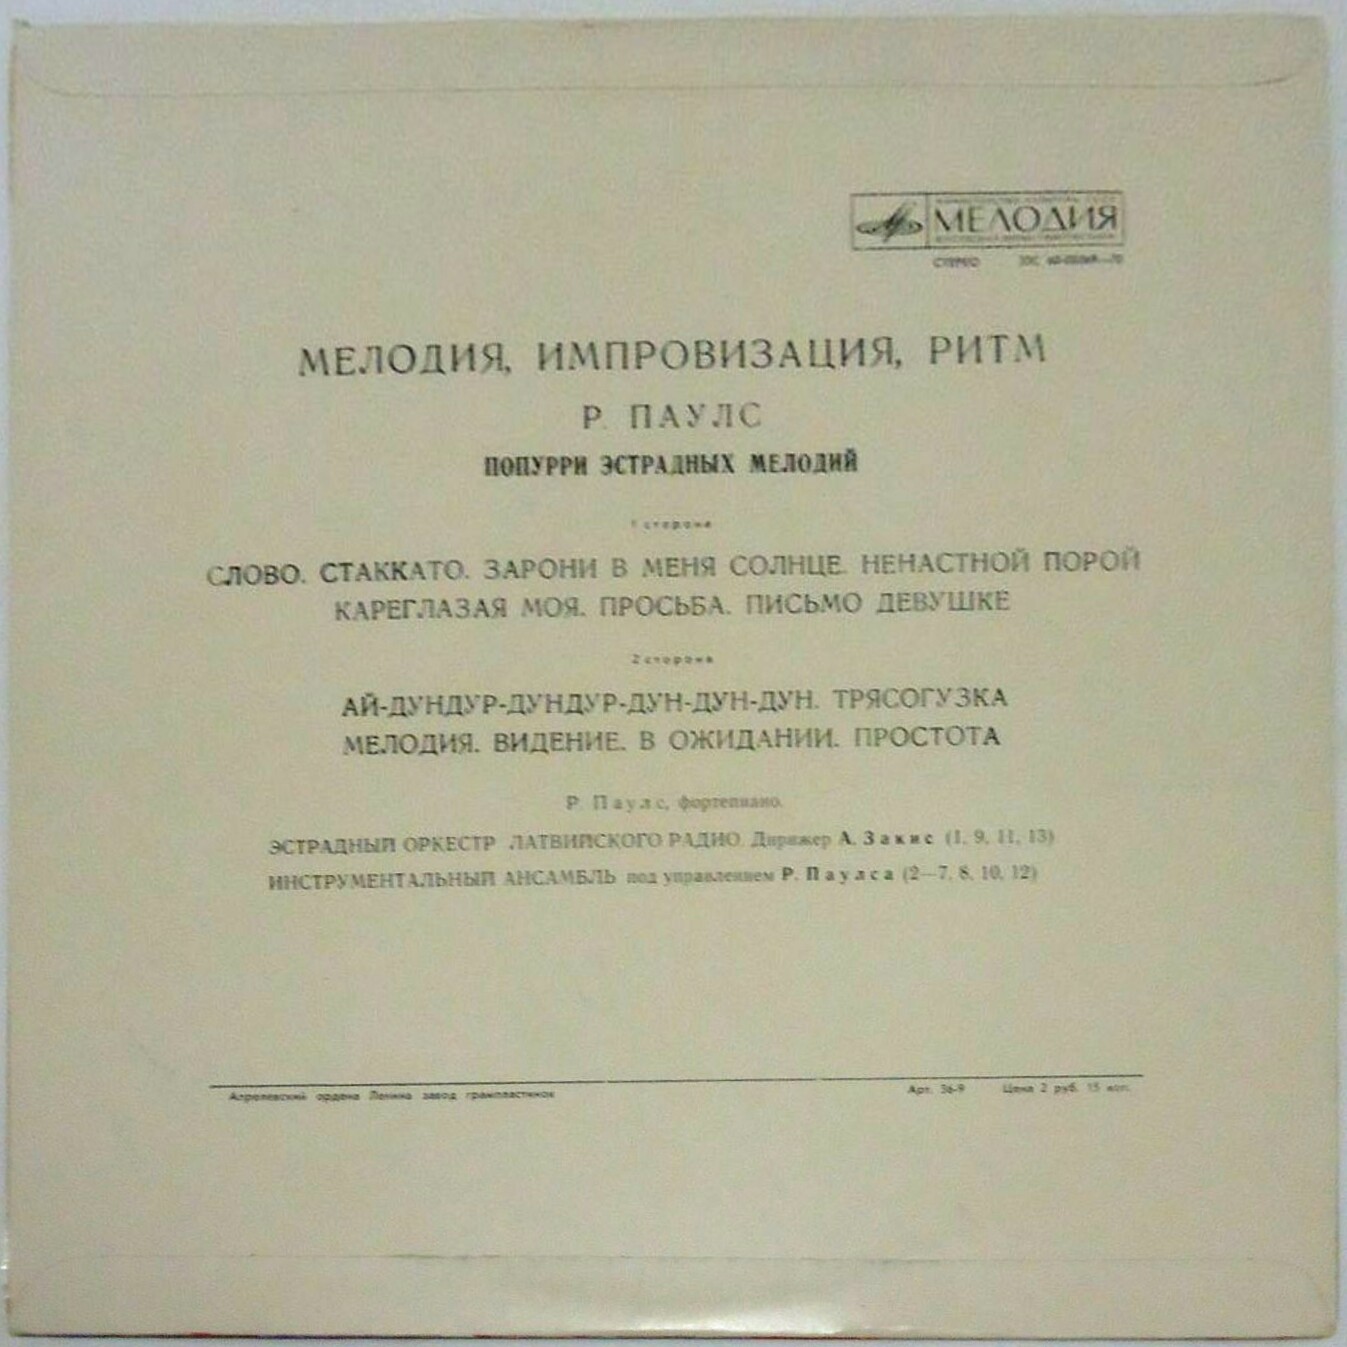 МЕЛОДИЯ
СТЕРЕО
МЕЛОДИЯ, ИМПРОВИЗАЦИЯ, РИТМ
Р. ПАУЛС
ПОПУРРИ ЭСТРАДНЫХ МЕЛОДИЙ
1 сторона
СЛОВО. СТАККАТО. ЗАРОНИ В МЕНЯ СОЛНЦЕ. НЕНАСТНОЙ ПОРОЙ
КАРЕГЛАЗАЯ МОЯ. ПРОСЬБА. ПИСЬМО ДЕВУШКЕ
2 сторона
АЙ-ДУНДУР-ДУНДУР-ДУН-ДУН-ДУН. ТРЯСОГУЗКА
МЕЛОДИЯ. ВИДЕНИЕ. В ОЖИДАНИИ. ПРОСТОТА
Р. Паулс, фортепиано.
ЭСТРАДНЫЙ ОРКЕСТР ЛАТВИЙСКОГО РАДИО. Дирижер А. Закис (1, 9, 11, 13)
ИНСТРУМЕНТАЛЬНЫЙ АНСАМБЛЬ под управлением Р. Паулса (2—7, 8, 10, 12)
Апрелевский ордена Ленина завод грампластинок
Арт. 36-9 Цена 2 руб. 15 коп.